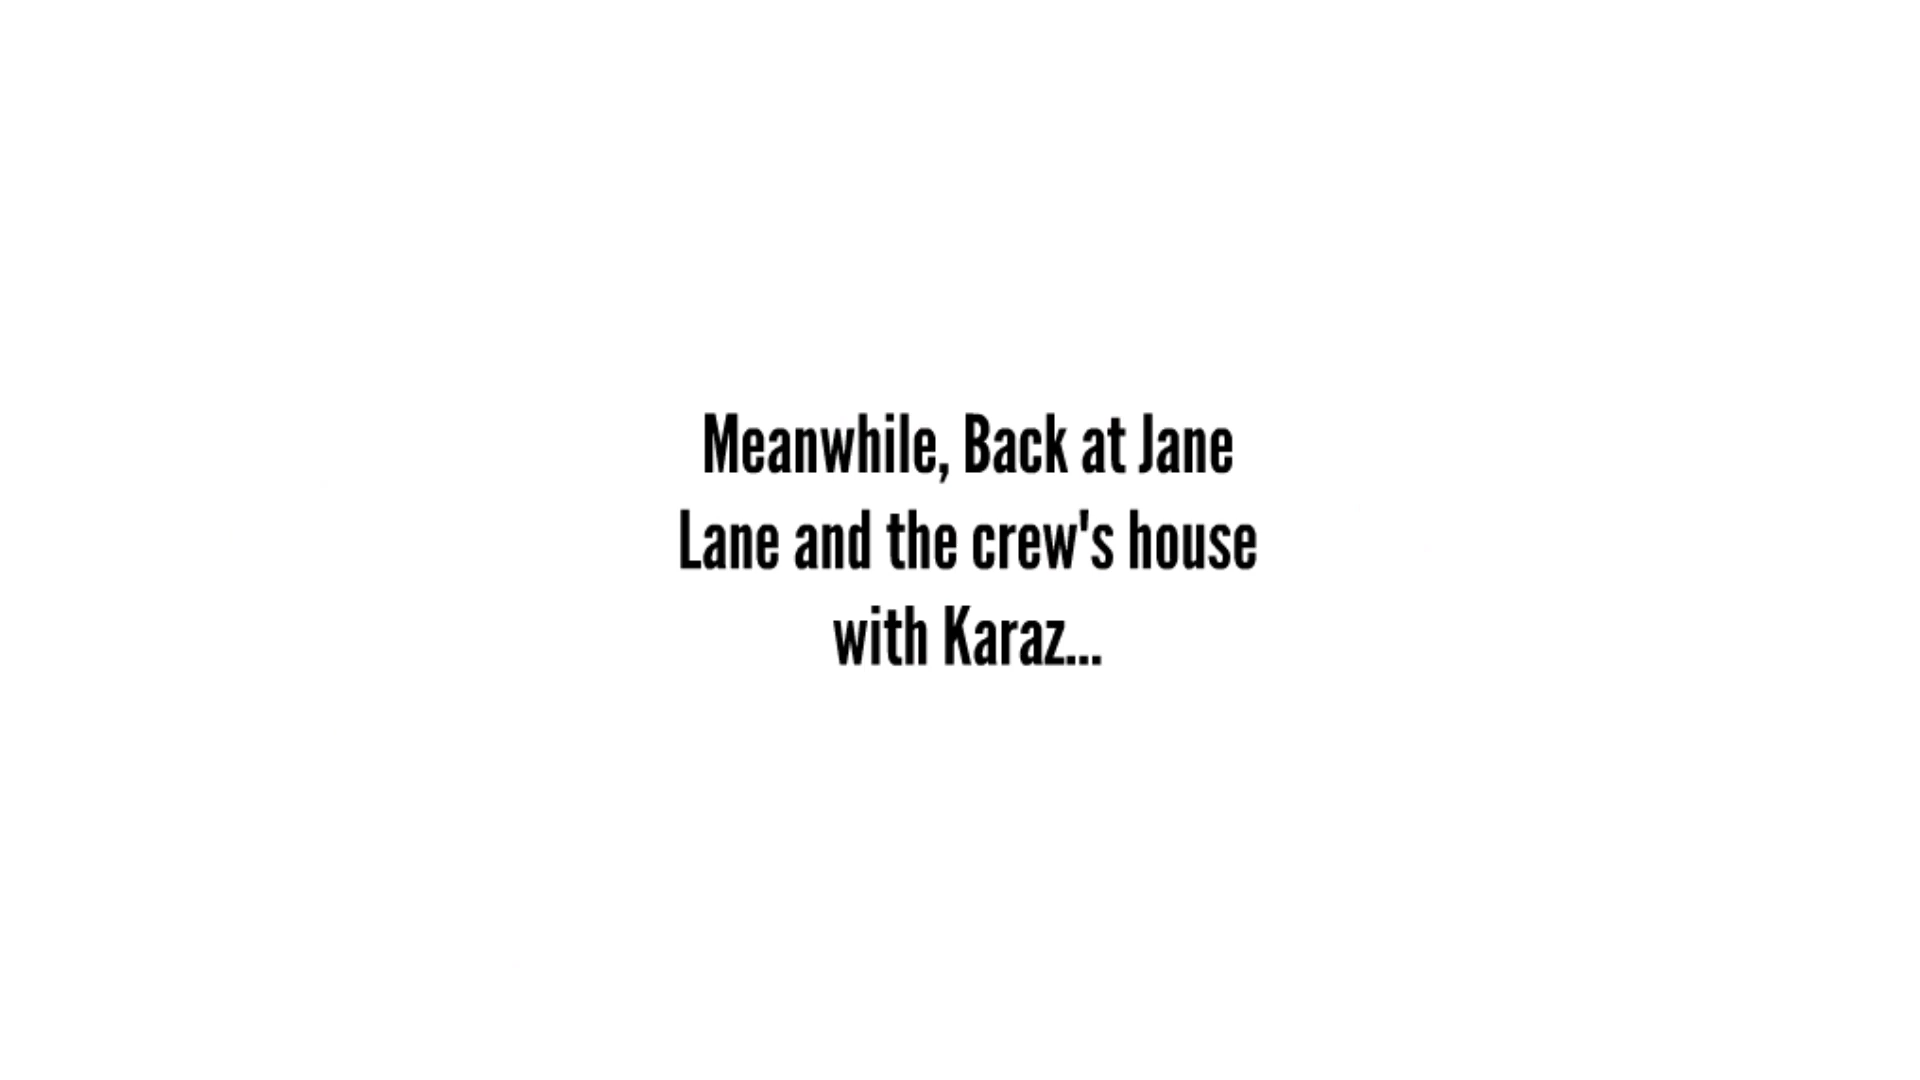 Meanwhile, Back at Jane
Lane and the crew's house
with Karaz...